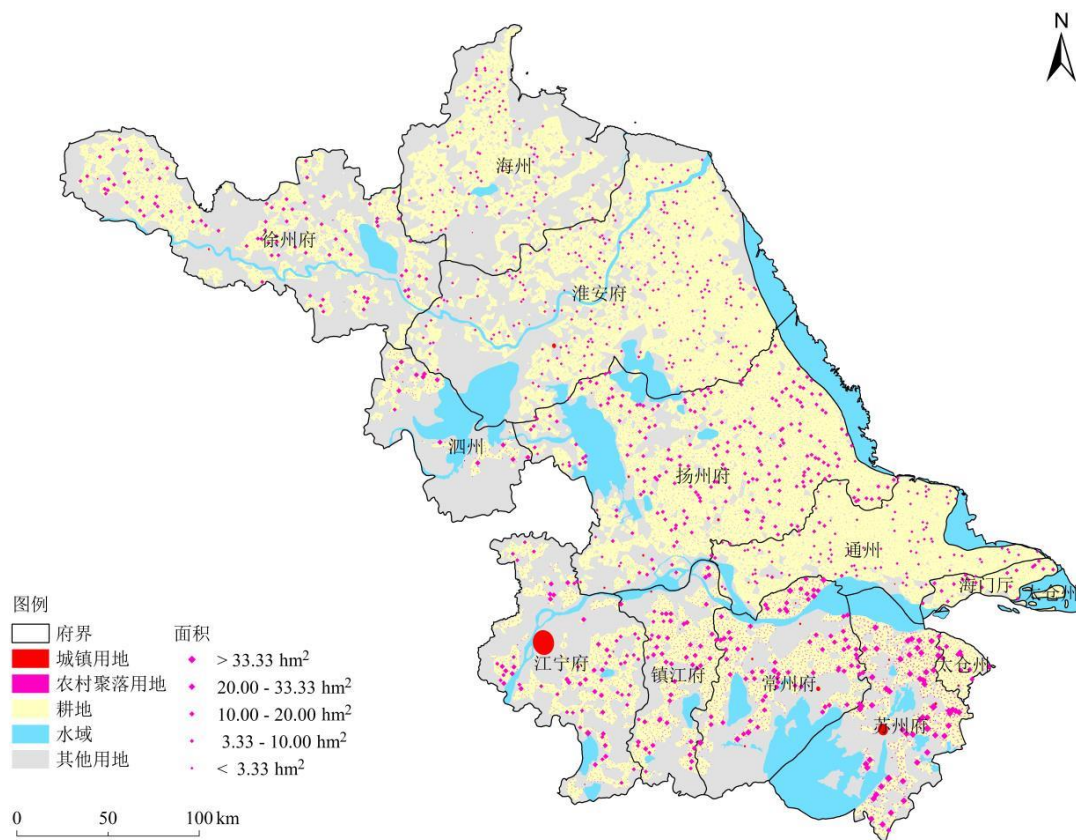 N
海州
徐州府
淮安府
泗州
扬州府
通州
海门厅
太仓州
江宁府
镇江府
常州府
太仓州
苏州府
图例
府界
城镇用地
农村聚落用地
耕地
水域
其他用地
面积
> 33.33 hm²
20.00 - 33.33 hm²
10.00 - 20.00 hm²
3.33 - 10.00 hm²
< 3.33 hm²
0 50 100 km